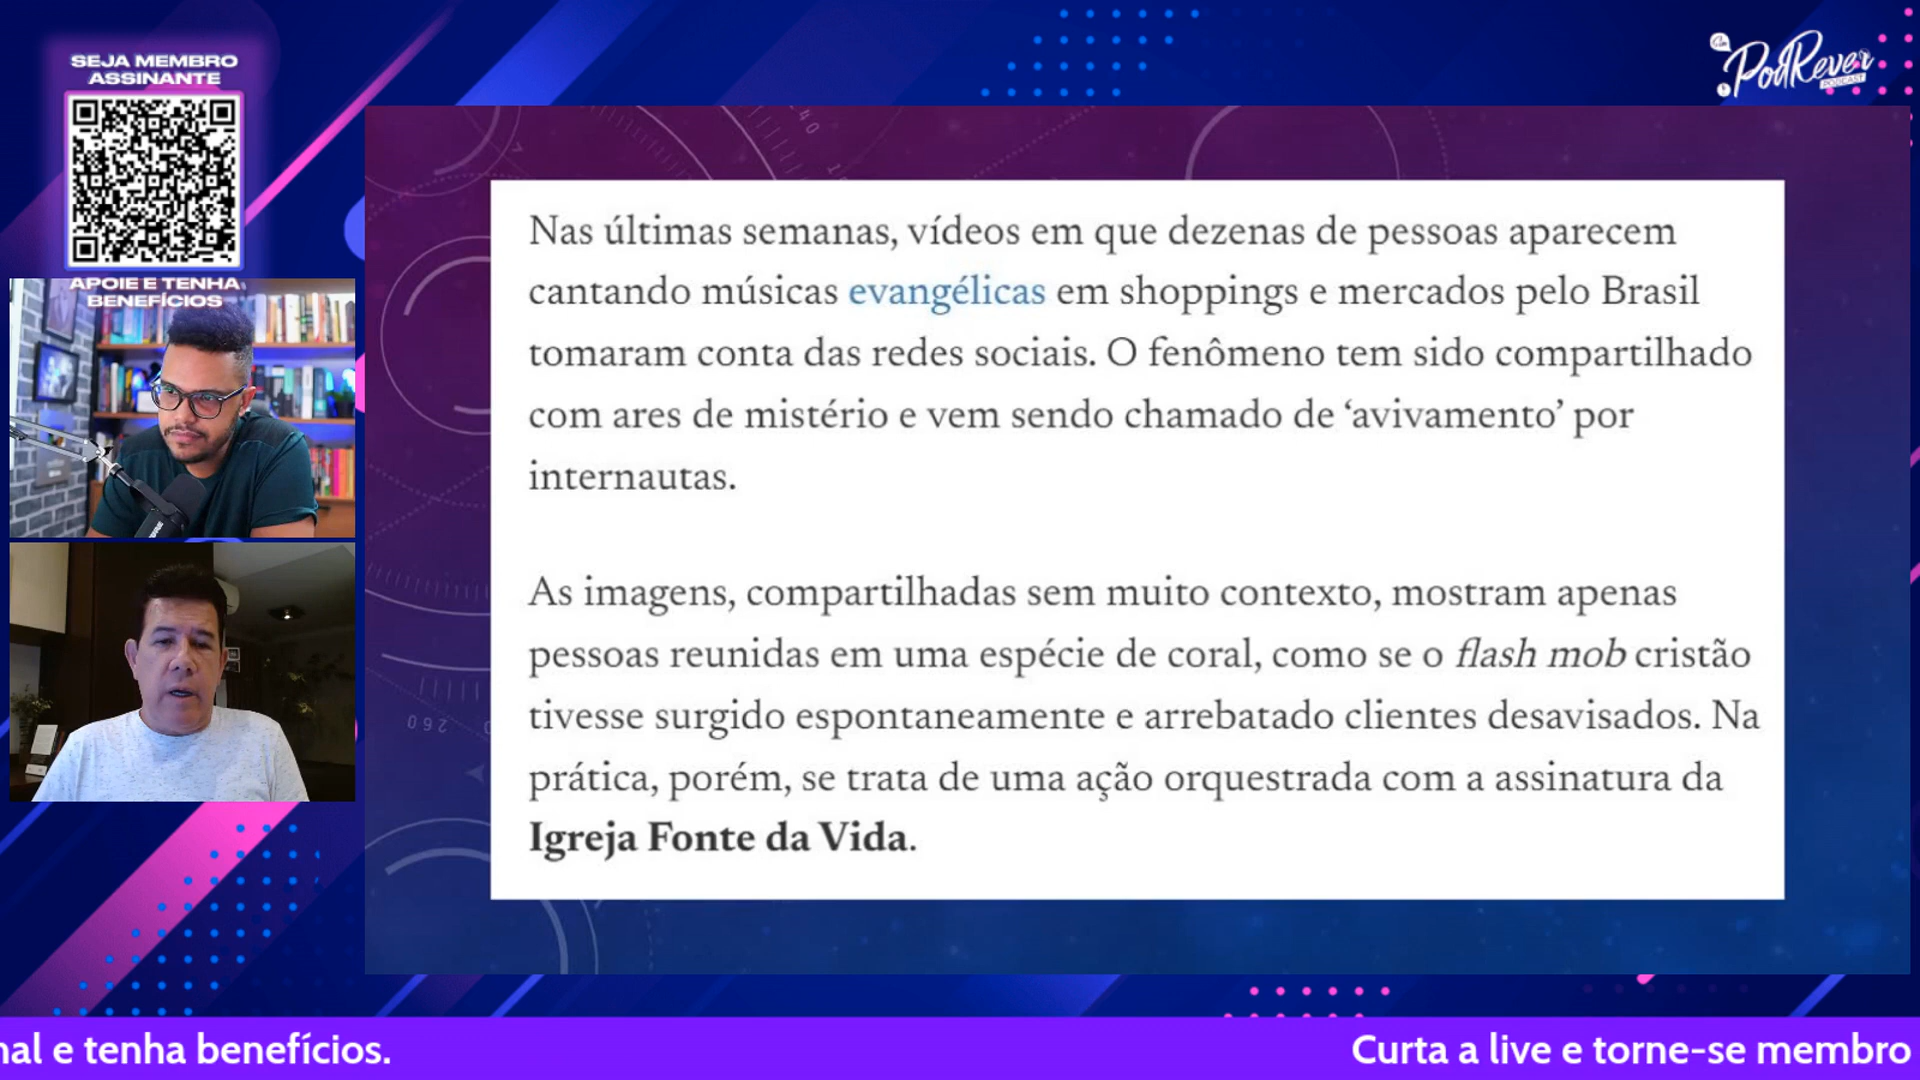 SEJA MEMBRO
ASSINANTE
APOIE E TENHA
BENEFÍCIOS
PodRever
PODCAST
Nas últimas semanas, vídeos em que dezenas de pessoas aparecem
cantando músicas evangélicas em shoppings e mercados pelo Brasil
tomaram conta das redes sociais. O fenômeno tem sido compartilhado
com ares de mistério e vem sendo chamado de ‘avivamento’ por
internautas.
As imagens, compartilhadas sem muito contexto, mostram apenas
pessoas reunidas em uma espécie de coral, como se o flash mob cristão
tivesse surgido espontaneamente e arrebatado clientes desavisados. Na
prática, porém, se trata de uma ação orquestrada com a assinatura da
Igreja Fonte da Vida.
40
260
nal e tenha benefícios.
Curta a live e torne-se membro